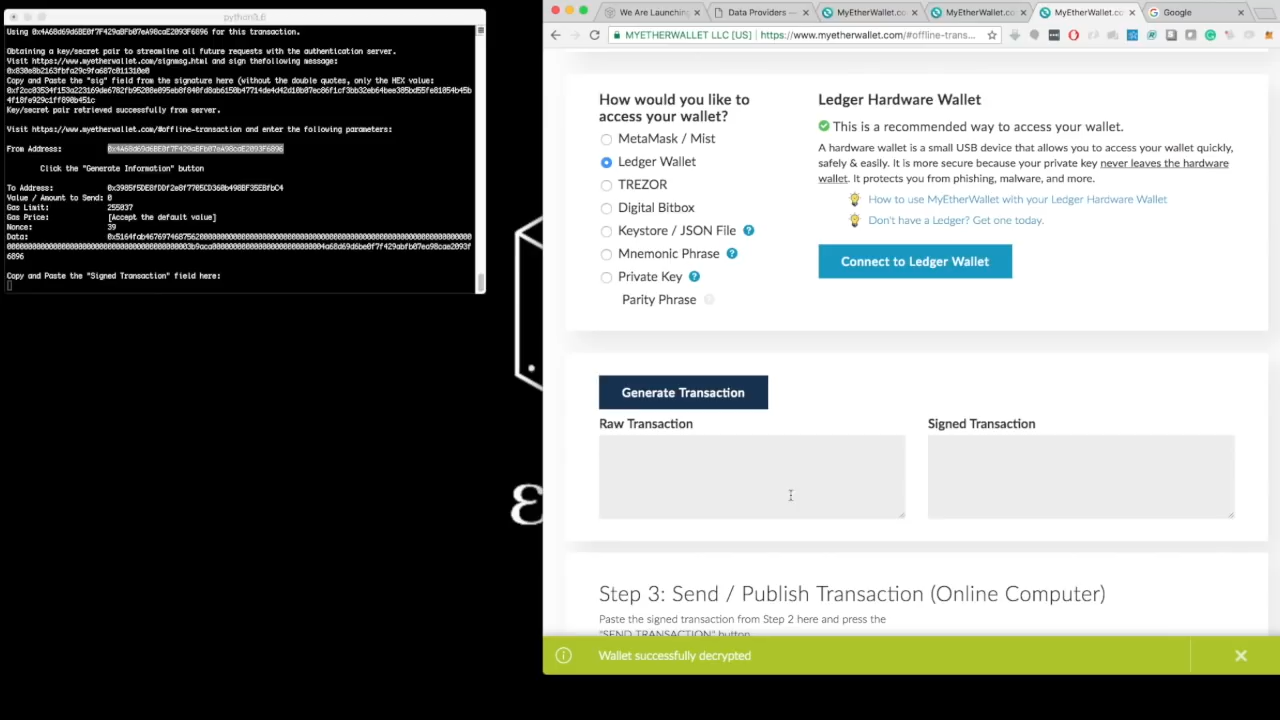 python3.6
Using 0x4A68d69d6BE0f7F429aBFb07eA98caE2093F6896 for this transaction.
Obtaining a key/secret pair to streamline all future requests with the authentication server.
Visit https://www.myetherwallet.com/signmsg.html and sign thefollowing message:
0x830e8b2163fbfa29c9fa687c011310e0
Copy and Paste the "sig" field from the signature here (without the double quotes, only the HEX value:
Key/secret pair retrieved successfully from server.
Visit https://www.myetherwallet.com/#offline-transaction and enter the following parameters:
From Address: 0x4A68d69d6BE0f7F429aBFb07eA98caE2093F6896
Click the "Generate Information" button
To Address: 0x3985f5DE8fDDf2e8f7705CD360b498BF35EBfbC4
Value / Amount to Send: 0
Gas Limit: 255037
Gas Price: [Accept the default value]
Nonce: 39
Data:
6896
Copy and Paste the "Signed Transaction" field here:
ε
We Are Launching
Data Providers —
MyEtherWallet.co
MyEtherWallet.co
MyEtherWallet.co
Google
MYETHERWALLET LLC [US] https://www.myetherwallet.com/#offline-trans...
How would you like to
access your wallet?
MetaMask / Mist
Ledger Wallet
TREZOR
Digital Bitbox
Keystore / JSON File
Mnemonic Phrase
Private Key
Parity Phrase
Ledger Hardware Wallet
This is a recommended way to access your wallet.
A hardware wallet is a small USB device that allows you to access your wallet quickly,
safely & easily. It is more secure because your private key never leaves the hardware
wallet. It protects you from phishing, malware, and more.
How to use MyEtherWallet with your Ledger Hardware Wallet
Don't have a Ledger? Get one today.
Connect to Ledger Wallet
Generate Transaction
Raw Transaction
Signed Transaction
Step 3: Send / Publish Transaction (Online Computer)
Paste the signed transaction from Step 2 here and press the
"SEND TRANSACTION" button.
Wallet successfully decrypted